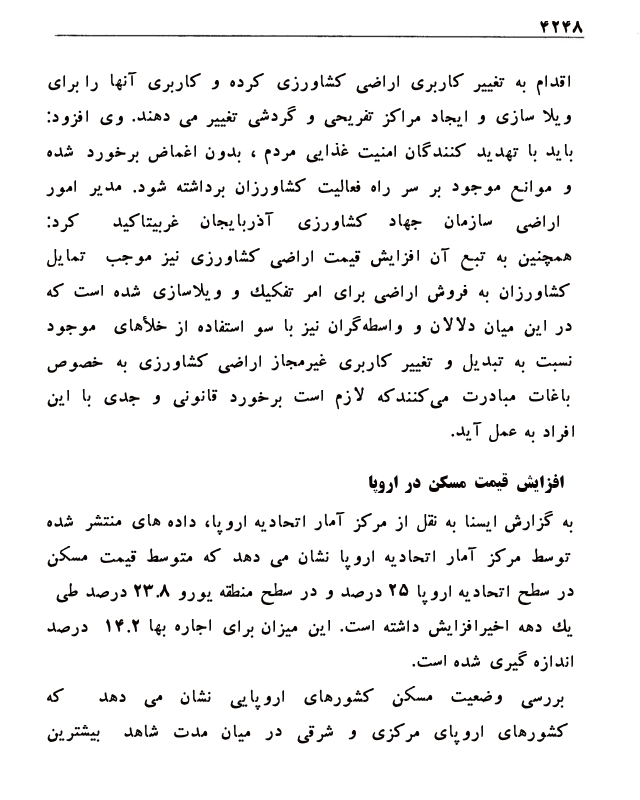 ۴۲۴۸
اقدام به تغییر کاربری اراضی کشاورزی کرده و کاربری آنها را برای
ویلا سازی و ایجاد مراکز تفریحی و گردشی تغییر می دهند. وی افزود:
باید با تهدید کنندگان امنیت غذایی مردم ، بدون اغماض برخورد شده
و موانع موجود بر سر راه فعالیت کشاورزان برداشته شود. مدیر امور
اراضی سازمان جهاد کشاورزی آذربایجان غربیتاکید کرد:
همچنین به تبع آن افزایش قیمت اراضی کشاورزی نیز موجب تمایل
کشاورزان به فروش اراضی برای امر تفکیك و ویلاسازی شده است که
در این میان دلالان و واسطه‌گران نیز با سو استفاده از خلأهای موجود
نسبت به تبدیل و تغییر کاربری غیرمجاز اراضی کشاورزی به خصوص
باغات مبادرت می‌کنندکه لازم است برخورد قانونی و جدی با این
افراد به عمل آید.
افزایش قیمت مسکن در اروپا
به گزارش ایسنا به نقل از مرکز آمار اتحادیه اروپا، داده های منتشر شده
توسط مرکز آمار اتحادیه اروپا نشان می دهد که متوسط قیمت مسکن
در سطح اتحادیه اروپا ۲۵ درصد و در سطح منطقه یورو ۲۳.۸ درصد طی
یك دهه اخیرافزایش داشته است. این میزان برای اجاره بها ۱۴.۲ درصد
اندازه گیری شده است.
بررسی وضعیت مسکن کشورهای اروپایی نشان می دهد که
کشورهای اروپای مرکزی و شرقی در میان مدت شاهد بیشترین